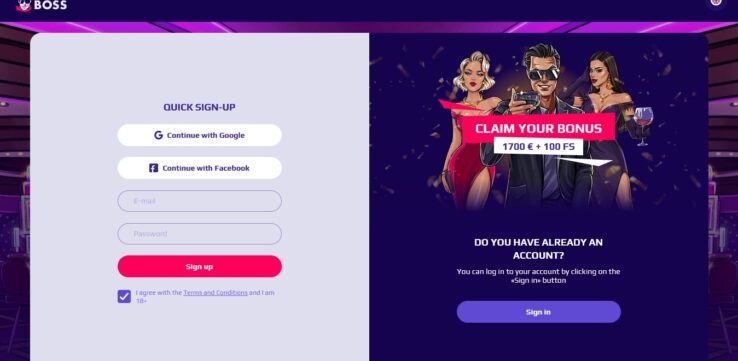 BOSS
QUICK SIGN-UP
Continue with Google
Continue with Facebook
E-mail
Password
Sign up
I agree with the Terms and Conditions and I am
18+
CLAIM YOUR BONUS
1700 € + 100 FS
DO YOU HAVE ALREADY AN
ACCOUNT?
You can log in to your account by clicking on the
«Sign in» button
Sign in